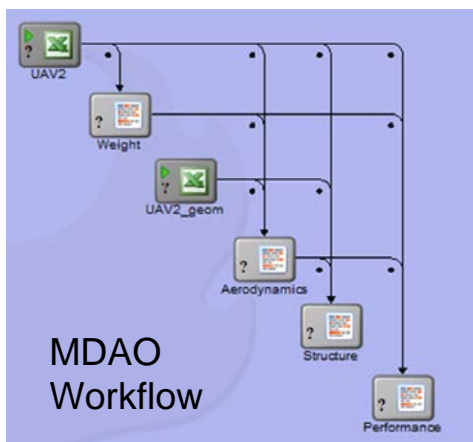 ?
UAV2
?
Weight
?
UAV2_geom
?
Aerodynamics
?
Structure
?
Performance
MDAO
Workflow